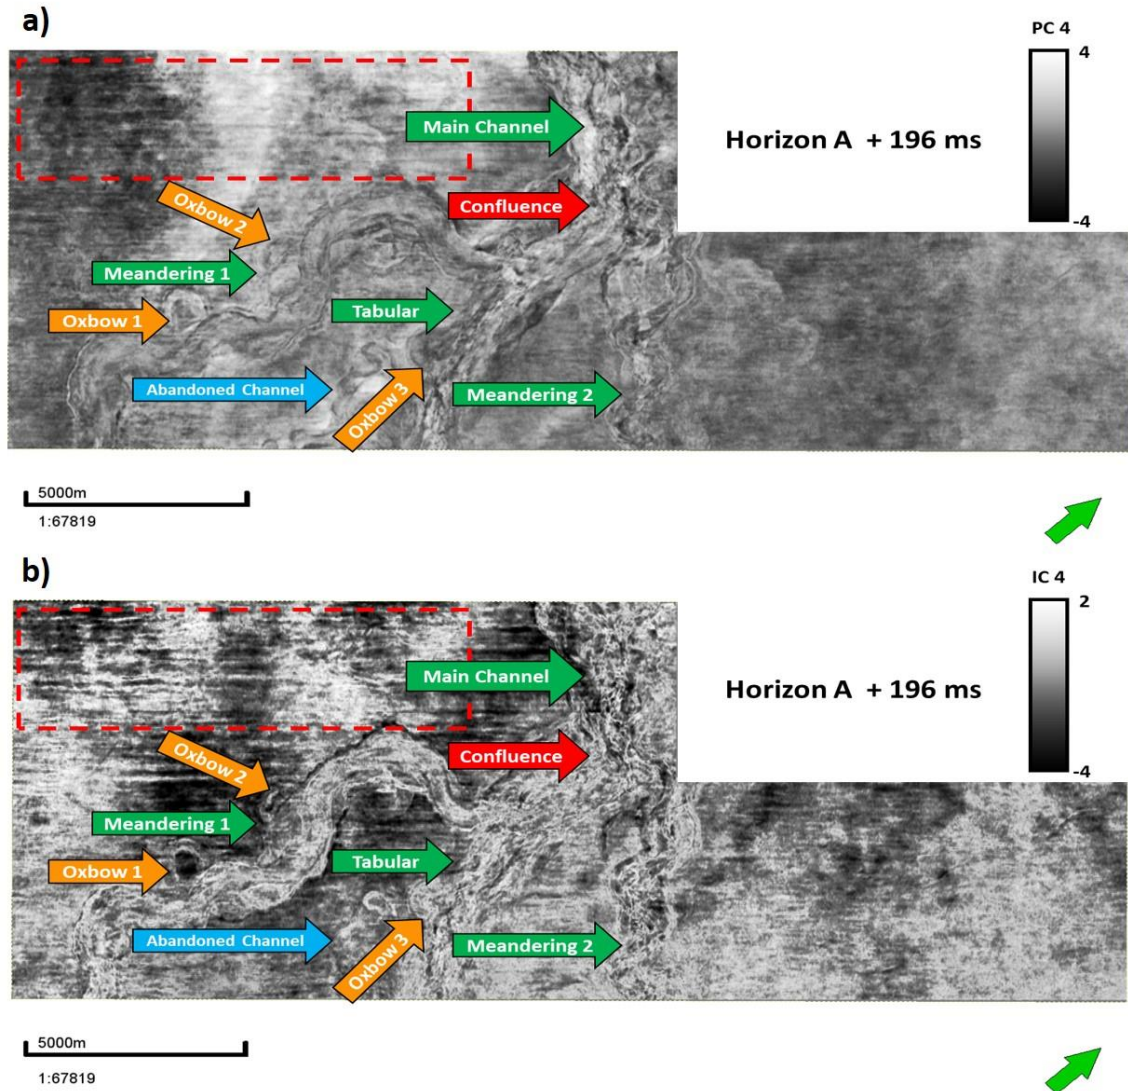 a)
PC 4
4
-4
Horizon A + 196 ms
Main Channel
Confluence
Oxbow 2
Meandering 1
Oxbow 1
Tabular
Abandoned Channel
Oxbow 3
Meandering 2
5000m
1:67819
b)
IC 4
2
-4
Horizon A + 196 ms
Main Channel
Confluence
Oxbow 2
Meandering 1
Oxbow 1
Tabular
Abandoned Channel
Oxbow 3
Meandering 2
5000m
1:67819